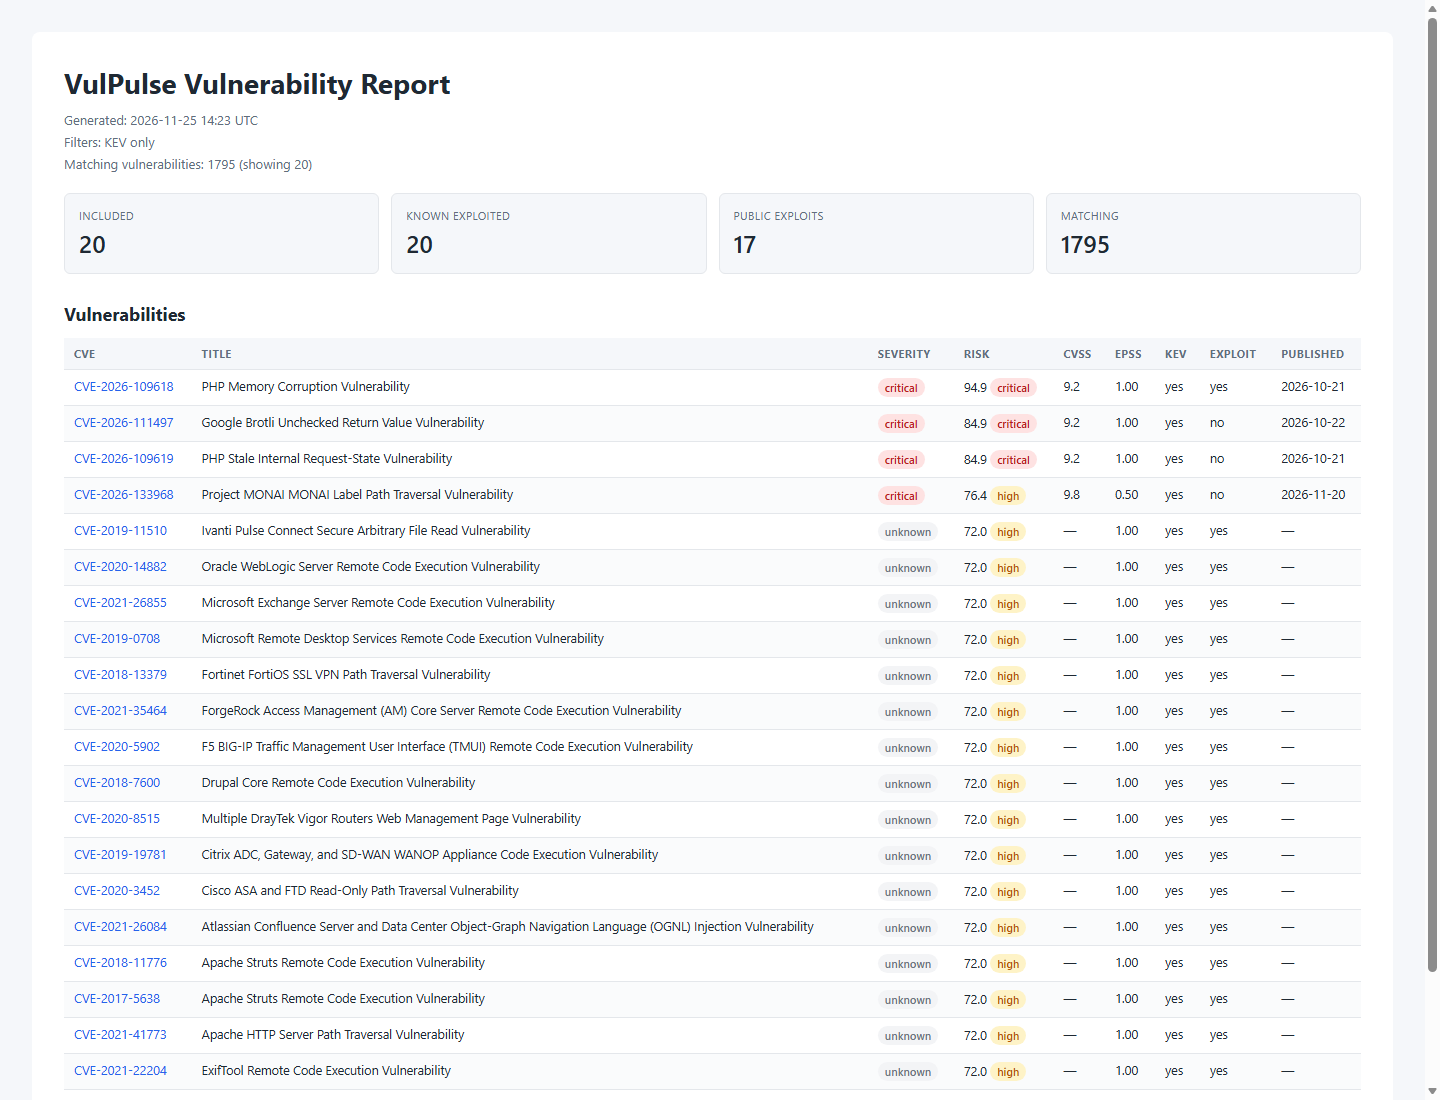 VulPulse Vulnerability Report
Generated: 2026-11-25 14:23 UTC
Filters: KEV only
Matching vulnerabilities: 1795 (showing 20)
INCLUDED KNOWN EXPLOITED PUBLIC EXPLOITS MATCHING
20 20 17 1795
Vulnerabilities
CVE TITLE SEVERITY RISK CVSS EPSS KEV EXPLOIT PUBLISHED
CVE-2026-109618 PHP Memory Corruption Vulnerability critical 94.9 critical 9.2 1.00 yes yes 2026-10-21
CVE-2026-111497 Google Brotli Unchecked Return Value Vulnerability critical 84.9 critical 9.2 1.00 yes no 2026-10-22
CVE-2026-109619 PHP Stale Internal Request-State Vulnerability critical 84.9 critical 9.2 1.00 yes no 2026-10-21
CVE-2026-133968 Project MONAI MONAI Label Path Traversal Vulnerability critical 76.4 high 9.8 0.50 yes no 2026-11-20
CVE-2019-11510 Ivanti Pulse Connect Secure Arbitrary File Read Vulnerability unknown 72.0 high — 1.00 yes yes —
CVE-2020-14882 Oracle WebLogic Server Remote Code Execution Vulnerability unknown 72.0 high — 1.00 yes yes —
CVE-2021-26855 Microsoft Exchange Server Remote Code Execution Vulnerability unknown 72.0 high — 1.00 yes yes —
CVE-2019-0708 Microsoft Remote Desktop Services Remote Code Execution Vulnerability unknown 72.0 high — 1.00 yes yes —
CVE-2018-13379 Fortinet FortiOS SSL VPN Path Traversal Vulnerability unknown 72.0 high — 1.00 yes yes —
CVE-2021-35464 ForgeRock Access Management (AM) Core Server Remote Code Execution Vulnerability unknown 72.0 high — 1.00 yes yes —
CVE-2020-5902 F5 BIG-IP Traffic Management User Interface (TMUI) Remote Code Execution Vulnerability unknown 72.0 high — 1.00 yes yes —
CVE-2018-7600 Drupal Core Remote Code Execution Vulnerability unknown 72.0 high — 1.00 yes yes —
CVE-2020-8515 Multiple DrayTek Vigor Routers Web Management Page Vulnerability unknown 72.0 high — 1.00 yes yes —
CVE-2019-19781 Citrix ADC, Gateway, and SD-WAN WANOP Appliance Code Execution Vulnerability unknown 72.0 high — 1.00 yes yes —
CVE-2020-3452 Cisco ASA and FTD Read-Only Path Traversal Vulnerability unknown 72.0 high — 1.00 yes yes —
CVE-2021-26084 Atlassian Confluence Server and Data Center Object-Graph Navigation Language (OGNL) Injection Vulnerability unknown 72.0 high — 1.00 yes yes —
CVE-2018-11776 Apache Struts Remote Code Execution Vulnerability unknown 72.0 high — 1.00 yes yes —
CVE-2017-5638 Apache Struts Remote Code Execution Vulnerability unknown 72.0 high — 1.00 yes yes —
CVE-2021-41773 Apache HTTP Server Path Traversal Vulnerability unknown 72.0 high — 1.00 yes yes —
CVE-2021-22204 ExifTool Remote Code Execution Vulnerability unknown 72.0 high — 1.00 yes yes —